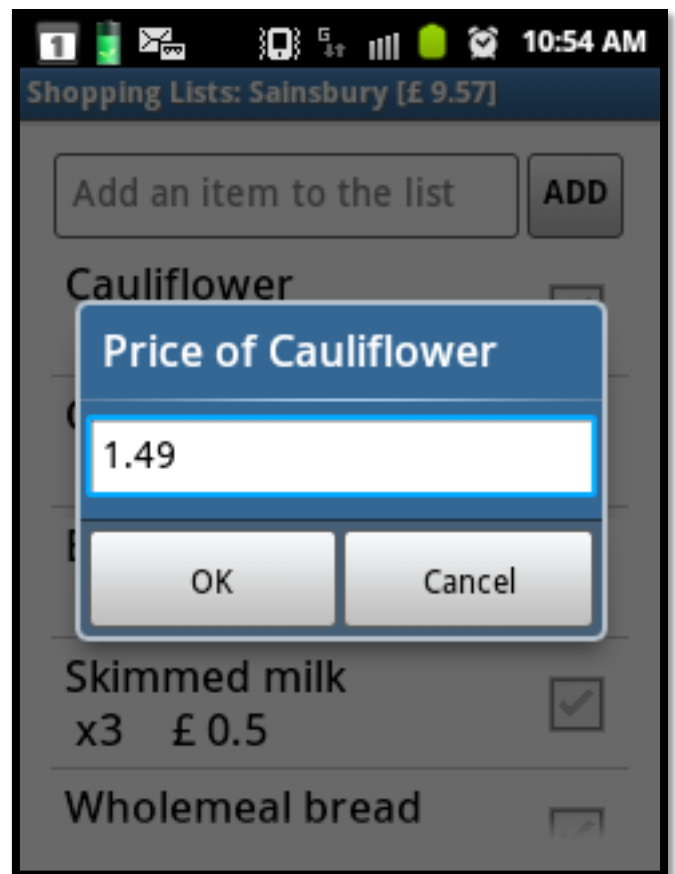 1 G 10:54 AM
Shopping Lists: Sainsbury [£ 9.57]
Add an item to the list ADD
Cauliflower
Price of Cauliflower
1.49
OK Cancel
Skimmed milk
x3 £ 0.5
Wholemeal bread